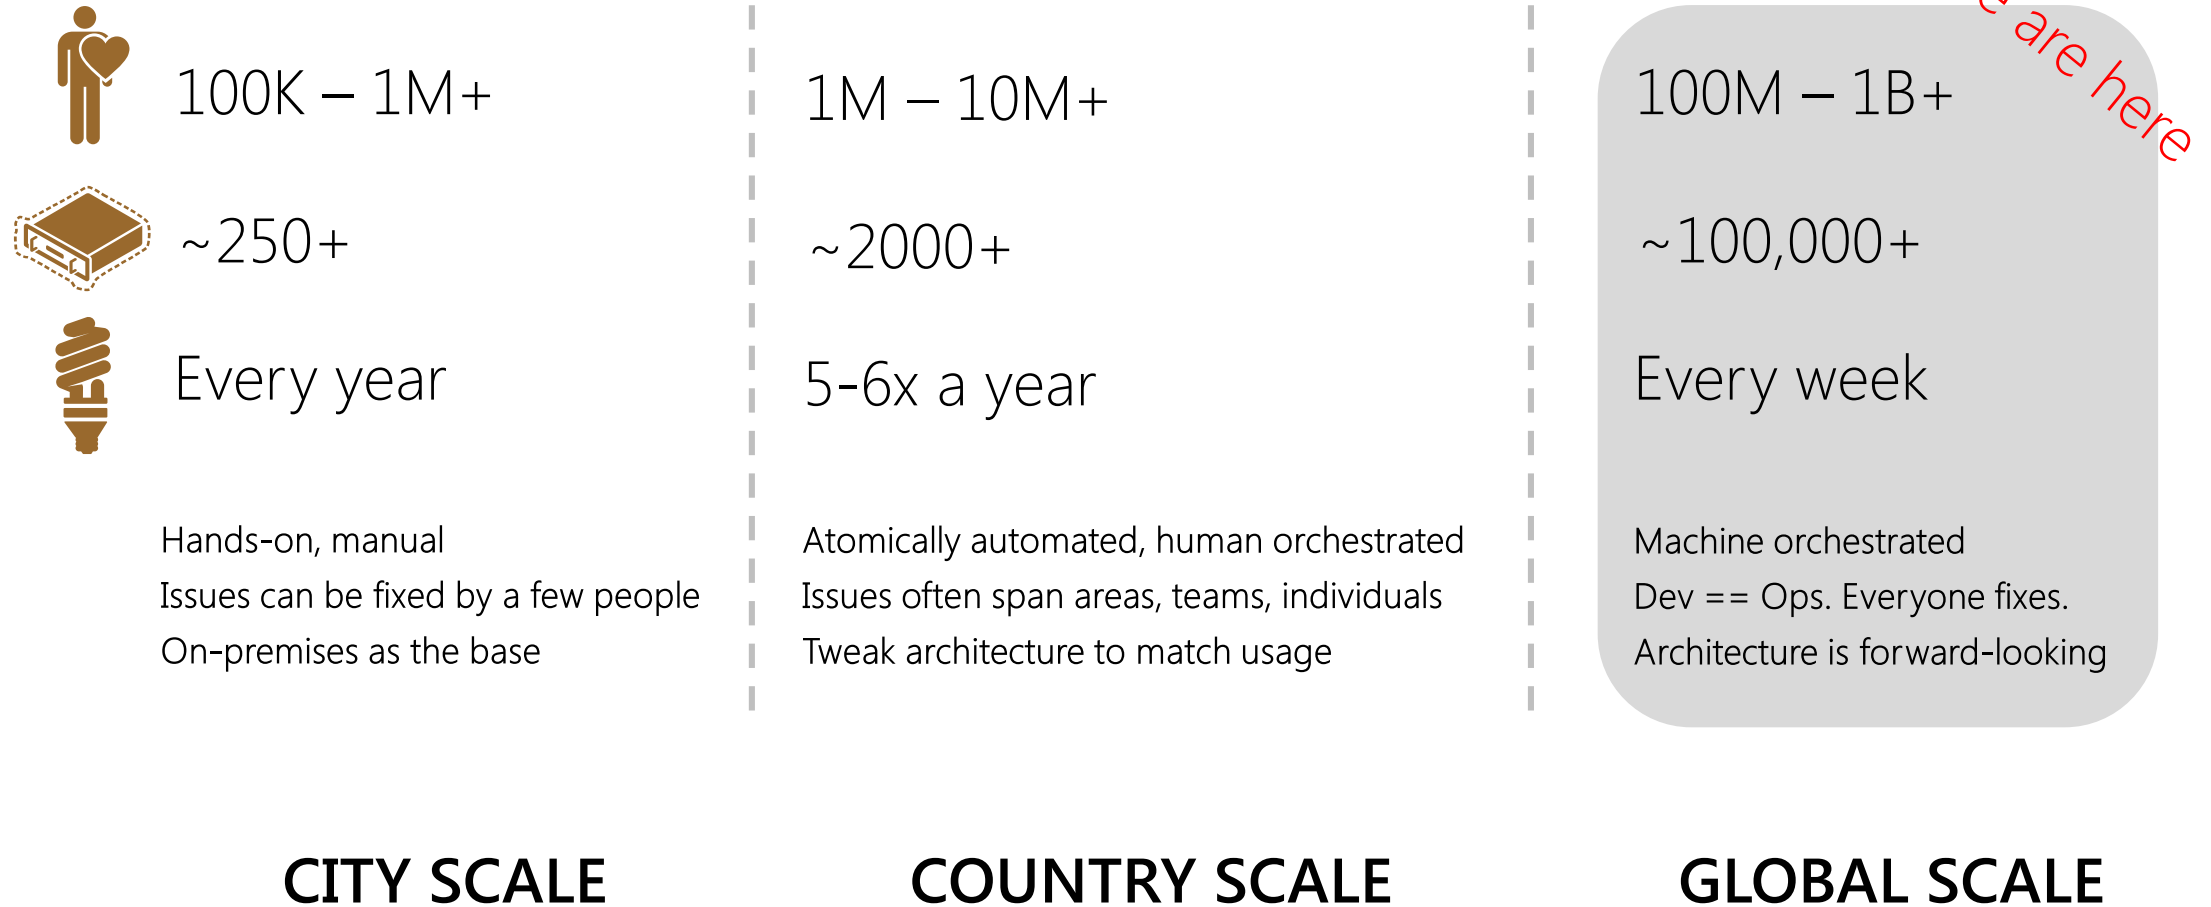 100K – 1M+
~250+
Every year
Hands-on, manual
Issues can be fixed by a few people
On-premises as the base
CITY SCALE
1M – 10M+
~2000+
5-6x a year
Atomically automated, human orchestrated
Issues often span areas, teams, individuals
Tweak architecture to match usage
COUNTRY SCALE
are here
100M – 1B+
~100,000+
Every week
Machine orchestrated
Dev == Ops. Everyone fixes.
Architecture is forward-looking
GLOBAL SCALE